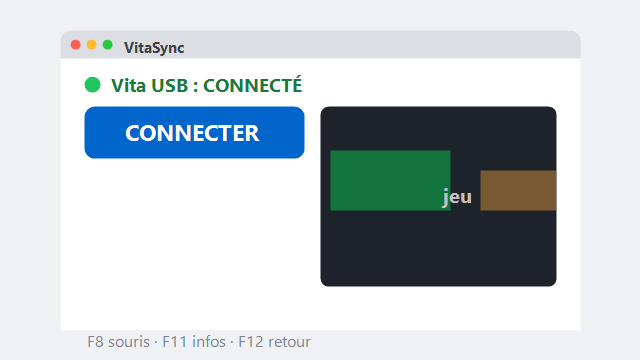 VitaSync
Vita USB : CONNECTÉ
CONNECTER
jeu
F8 souris · F11 infos · F12 retour